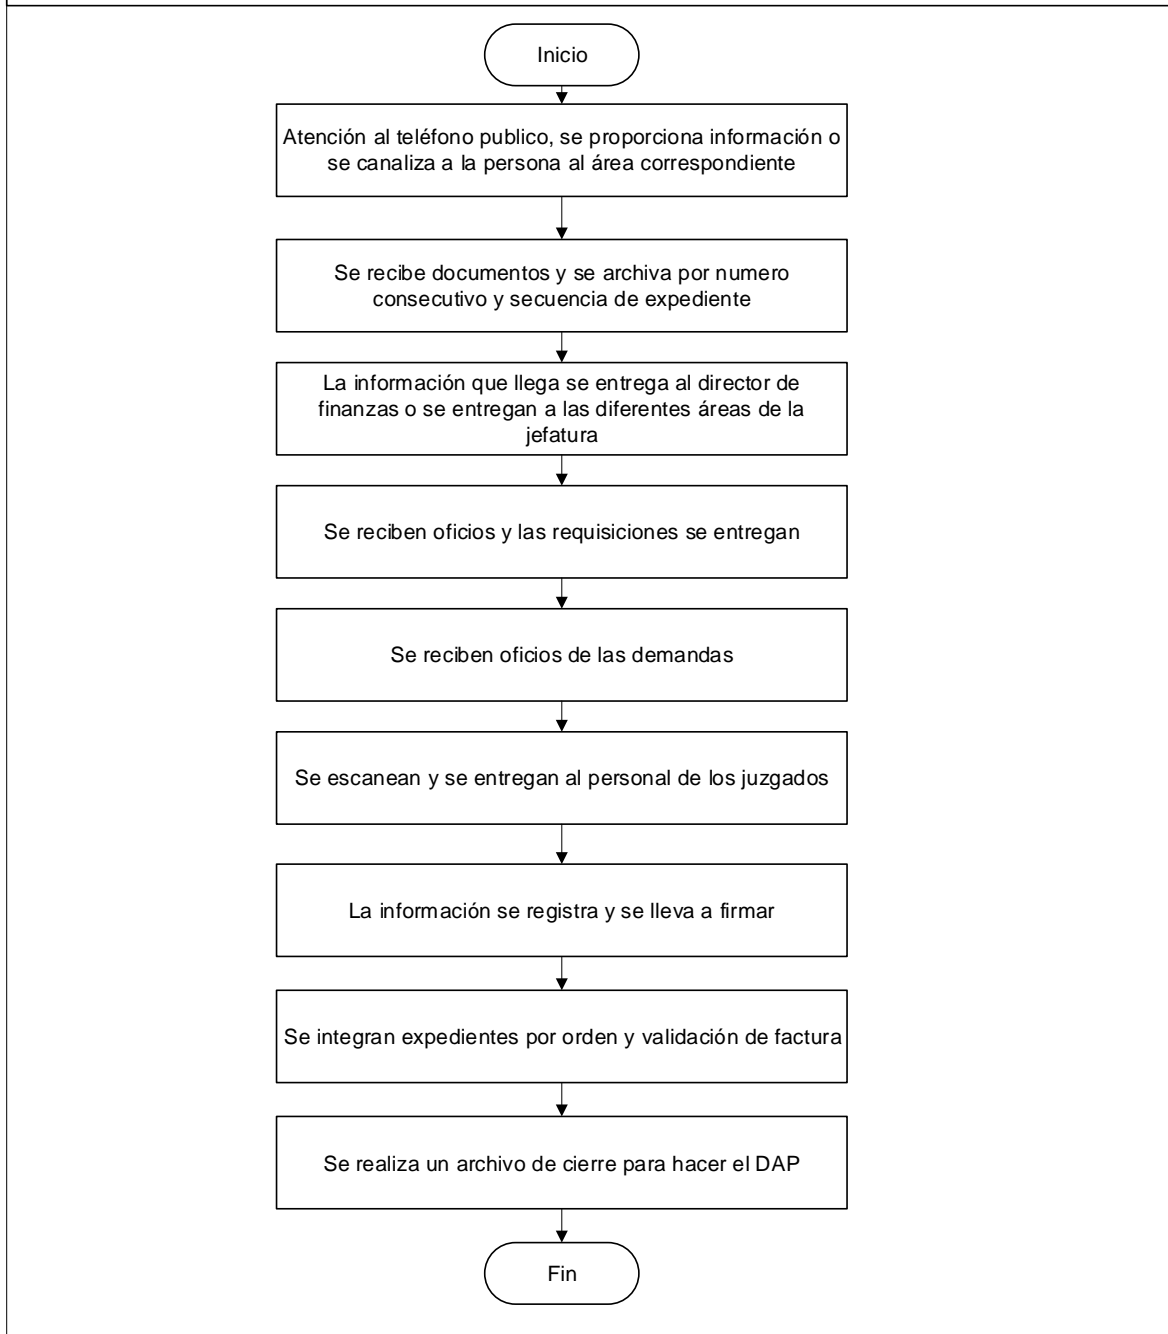 Inicio
Atención al teléfono publico, se proporciona información o
se canaliza a la persona al área correspondiente
Se recibe documentos y se archiva por numero
consecutivo y secuencia de expediente
La información que llega se entrega al director de
finanzas o se entregan a las diferentes áreas de la
jefatura
Se reciben oficios y las requisiciones se entregan
Se reciben oficios de las demandas
Se escanean y se entregan al personal de los juzgados
La información se registra y se lleva a firmar
Se integran expedientes por orden y validación de factura
Se realiza un archivo de cierre para hacer el DAP
Fin